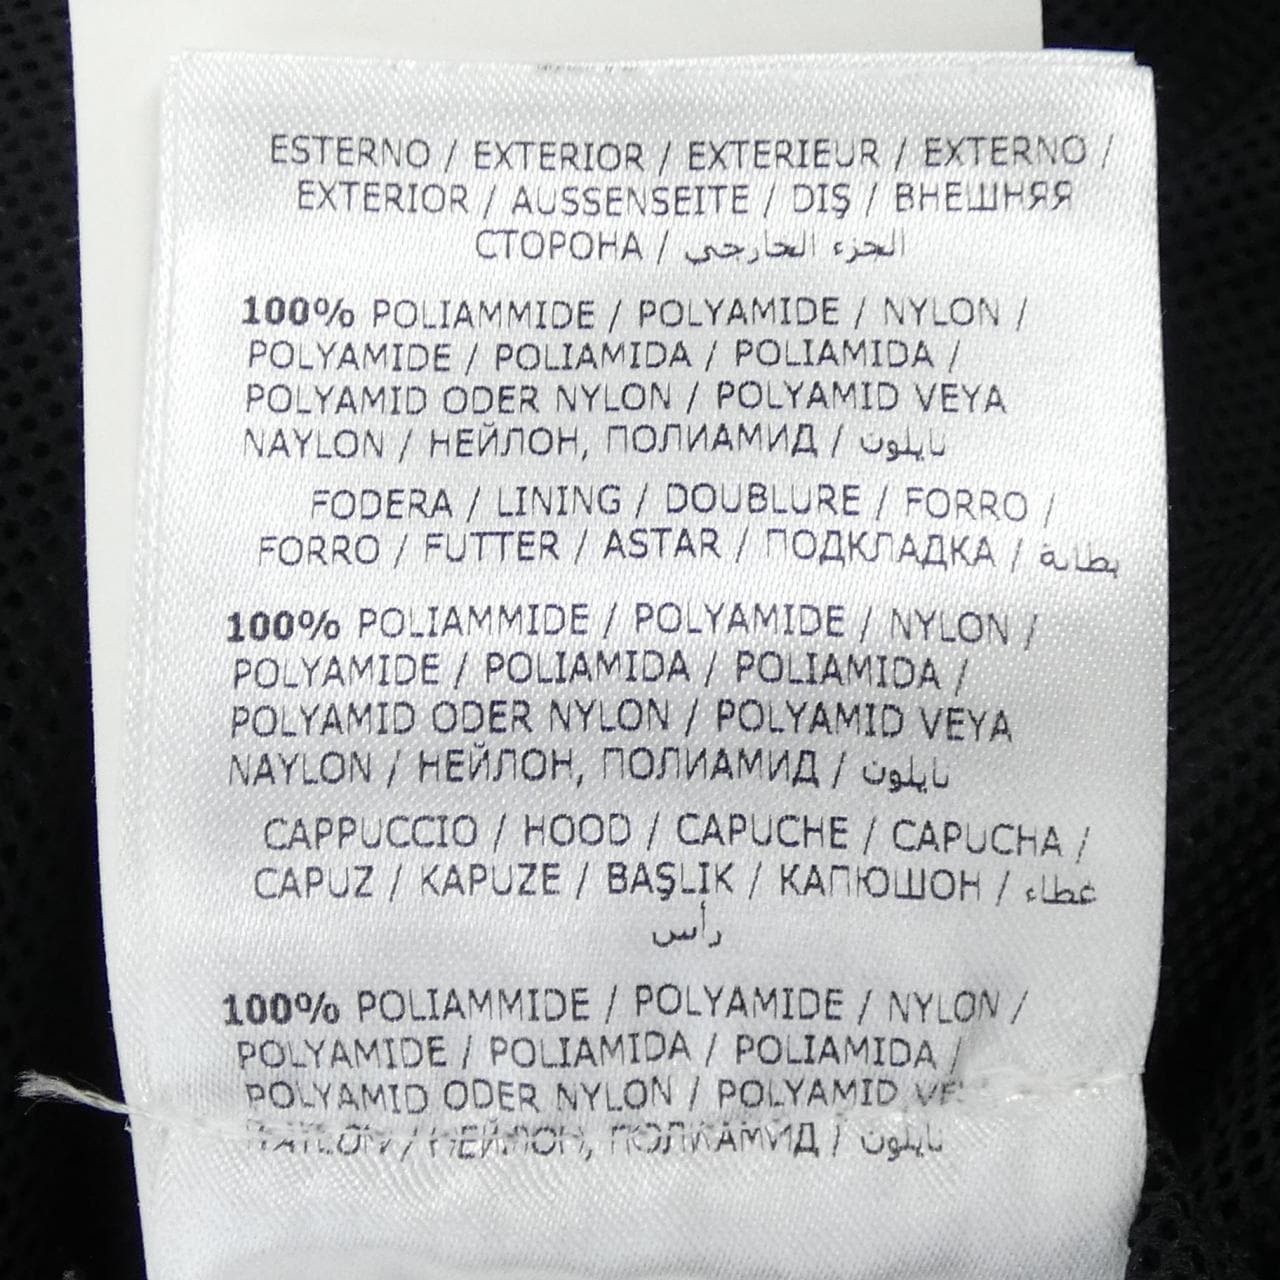 ESTERNO / EXTERIOR / EXTERIEUR / EXTERNO /
EXTERIOR / AUSSENSEITE / DIŞ / ВНЕШНЯЯ
СТОРОНА / الجزء الخارجي
100% POLIAMMIDE / POLYAMIDE / NYLON /
POLYAMIDE / POLIAMIDA / POLIAMIDA /
POLYAMID ODER NYLON / POLYAMID VEYA
NAYLON / НЕЙЛОН, ПОЛИАМИД / نايلون
FODERA / LINING / DOUBLURE / FORRO /
FORRO / FUTTER / ASTAR / ПОДКЛАДКА / بطانة
100% POLIAMMIDE / POLYAMIDE / NYLON /
POLYAMIDE / POLIAMIDA / POLIAMIDA /
POLYAMID ODER NYLON / POLYAMID VEYA
NAYLON / НЕЙЛОН, ПОЛИАМИД / نايلون
CAPPUCCIO / HOOD / CAPUCHE / CAPUCHA /
CAPUZ / KAPUZE / BAŞLIK / КАПЮШОН / غطاء
رأس
100% POLIAMMIDE / POLYAMIDE / NYLON /
POLYAMIDE / POLIAMIDA / POLIAMIDA /
POLYAMID ODER NYLON / POLYAMID
NAYLON / НЕЙЛОН, ПОЛИАМИД / نايلون